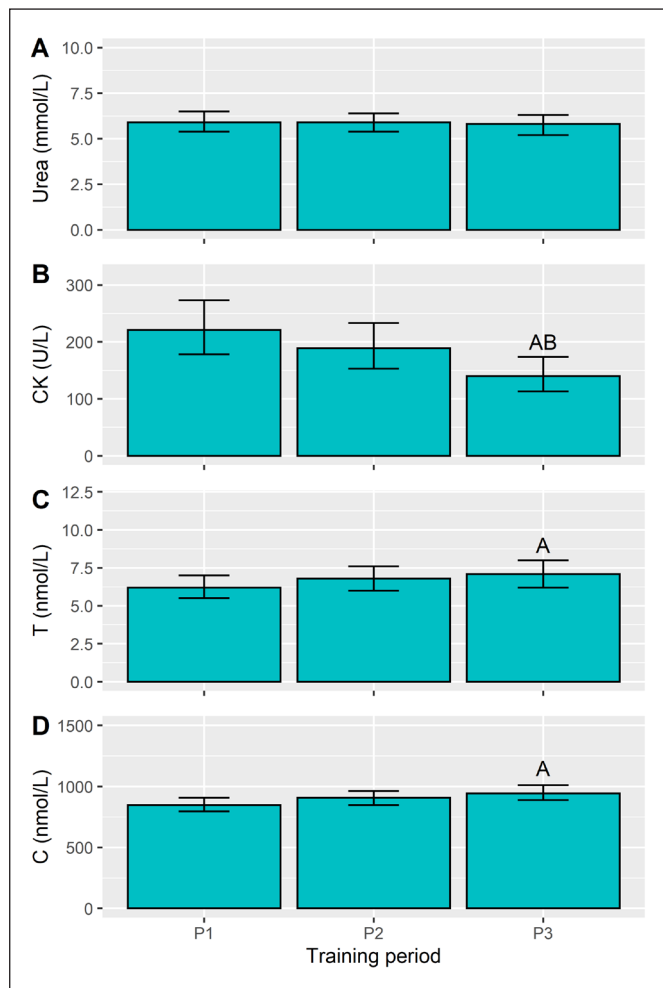 A
Urea (mmol/L)
10.0
7.5
5.0
2.5
0.0
B
CK (U/L)
300
200
100
0
AB
C
T (nmol/L)
12.5
10.0
7.5
5.0
2.5
0.0
A
D
C (nmol/L)
1500
1000
500
0
A
P1 P2 P3
Training period